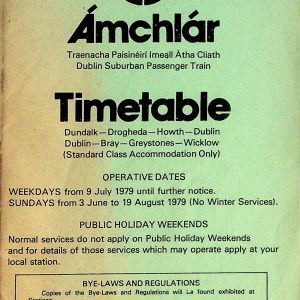 Ámchlár
Traenacha Paisinéirí Imeall Átha Cliath
Dublin Suburban Passenger Train
Timetable
Dundalk—Drogheda—Howth—Dublin
Dublin—Bray—Greystones—Wicklow
(Standard Class Accommodation Only)
OPERATIVE DATES
WEEKDAYS from 9 July 1979 until further notice.
SUNDAYS from 3 June to 19 August 1979 (No Winter Services).
PUBLIC HOLIDAY WEEKENDS
Normal services do not apply on Public Holiday Weekends
and for details of those services which may operate apply at your
local station.
BYE-LAWS AND REGULATIONS
Copies of the Bye-Laws and Regulations will be found exhibited at